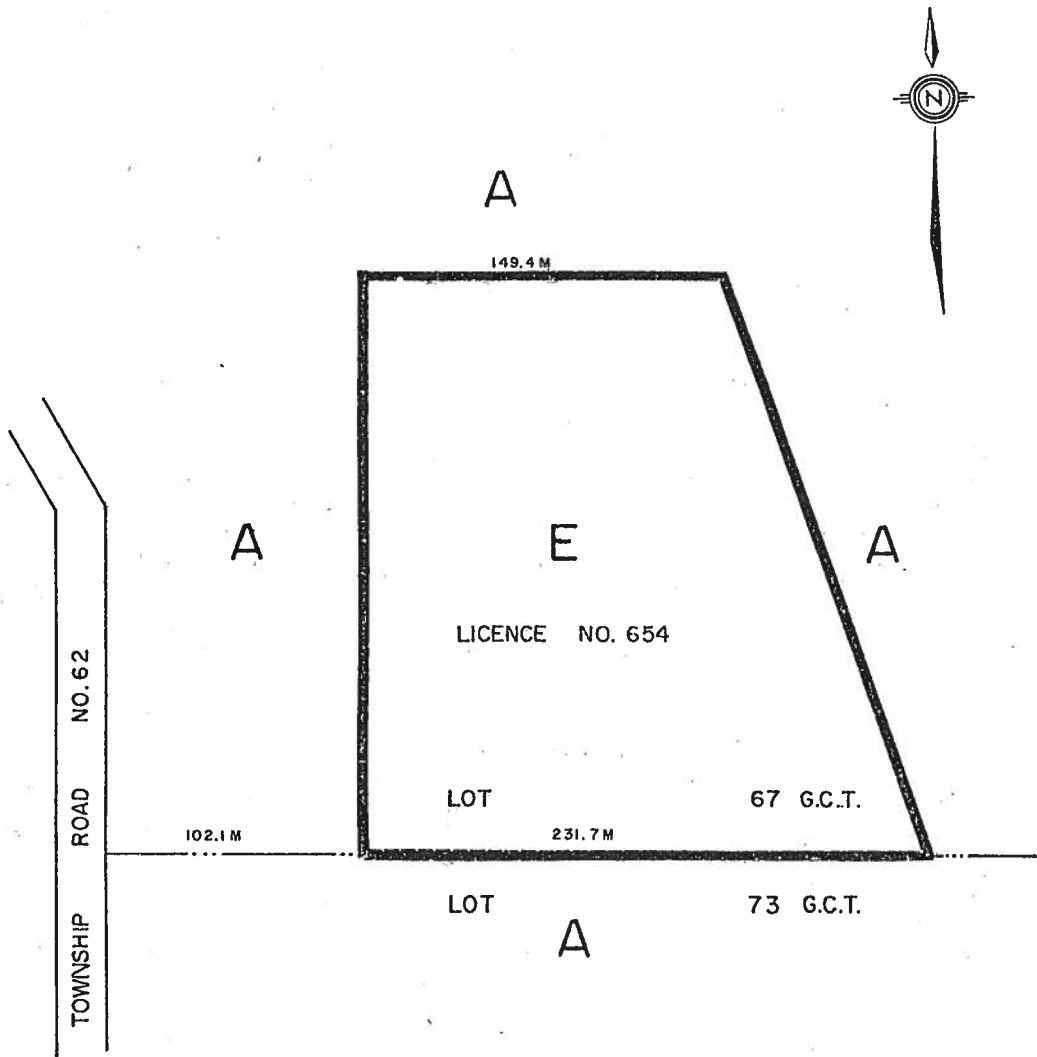 N
A
149.4 M
A
E
A
LICENCE NO. 654
TOWNSHIP ROAD NO. 62
LOT 67 G.C.T.
102.1 M
231.7 M
LOT 73 G.C.T.
A